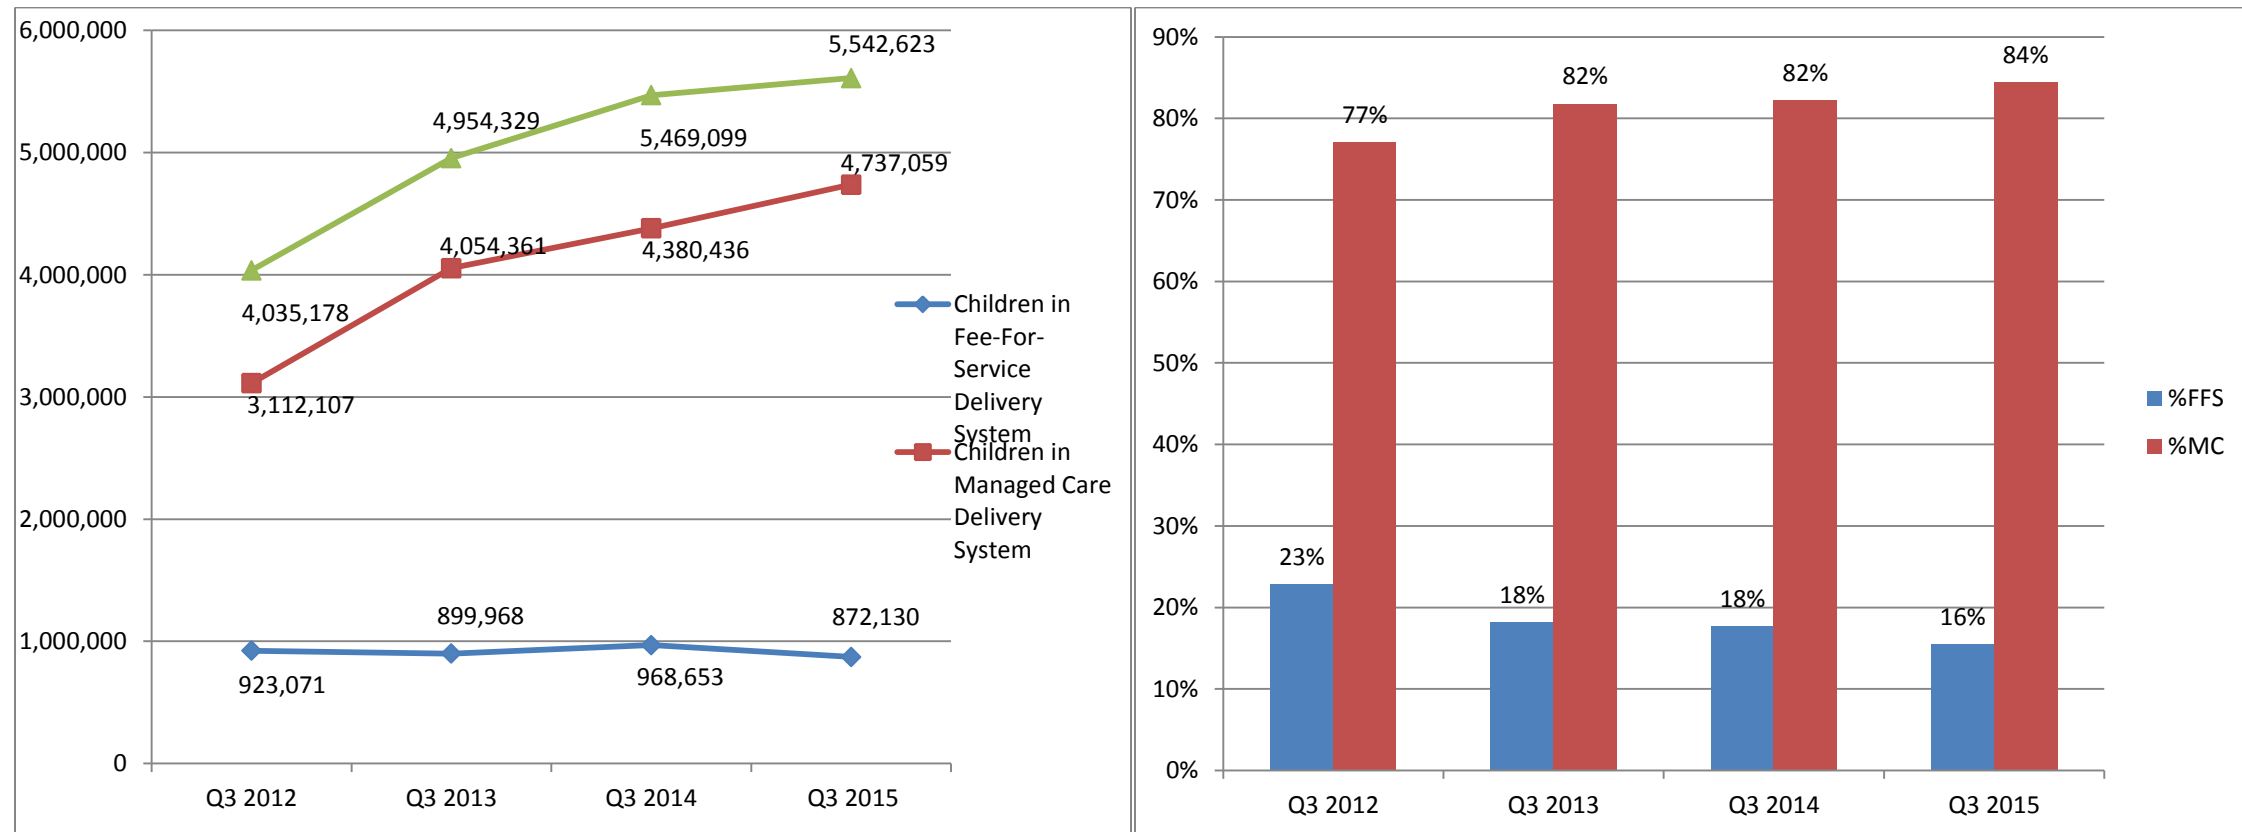 6,000,000
5,000,000
4,000,000
3,000,000
2,000,000
1,000,000
0
5,542,623
4,954,329
5,469,099
4,737,059
4,035,178
4,054,361
4,380,436
3,112,107
899,968
872,130
923,071
968,653
Q3 2012
Q3 2013
Q3 2014
Q3 2015
Children in
Fee-For-
Service
Delivery
System
Children in
Managed Care
Delivery
System
90%
80%
70%
60%
50%
40%
30%
20%
10%
0%
77%
82%
82%
84%
23%
18%
18%
16%
Q3 2012
Q3 2013
Q3 2014
Q3 2015
%FFS
%MC